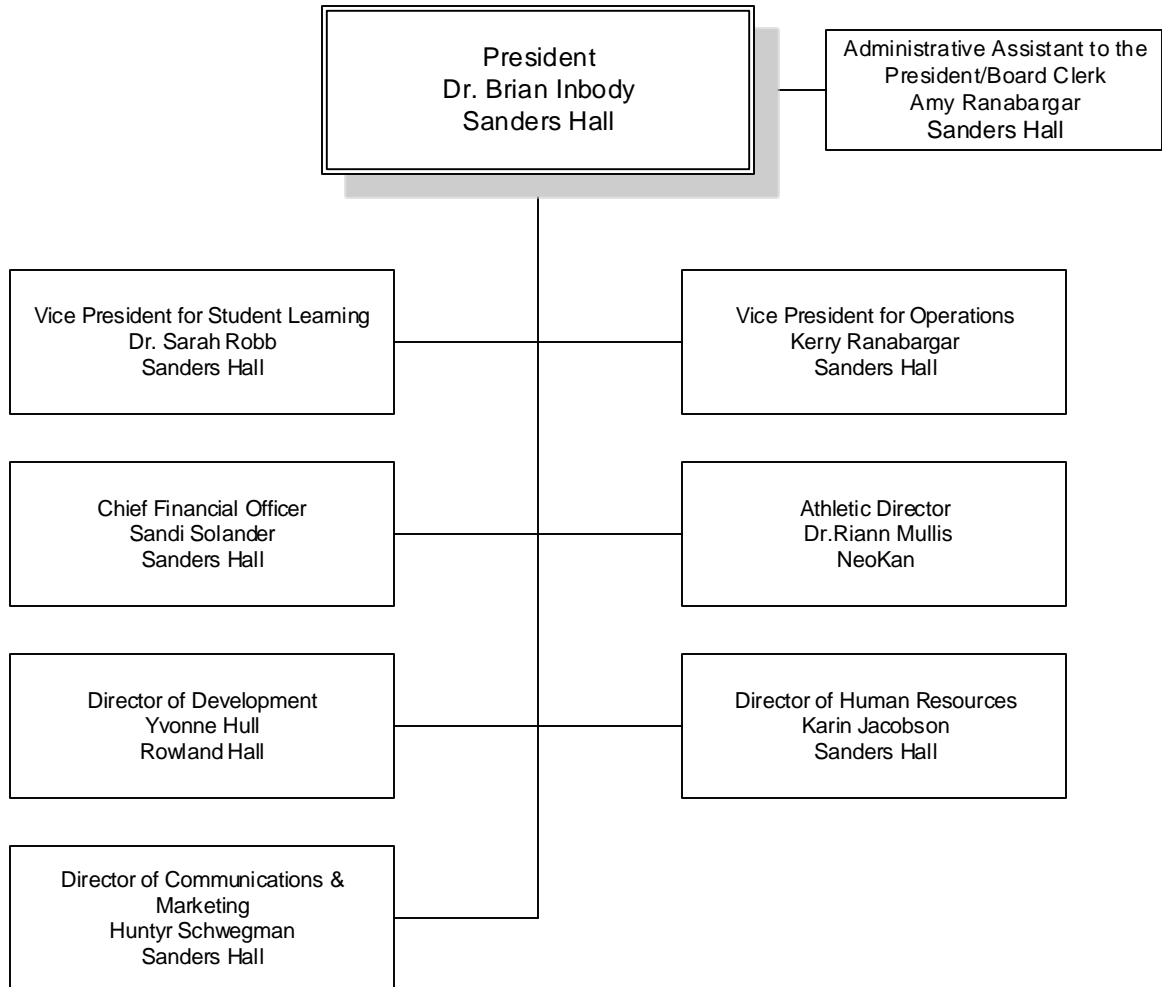 President
Dr. Brian Inbody
Sanders Hall
Administrative Assistant to the
President/Board Clerk
Amy Ranabargar
Sanders Hall
Vice President for Student Learning
Dr. Sarah Robb
Sanders Hall
Vice President for Operations
Kerry Ranabargar
Sanders Hall
Chief Financial Officer
Sandi Solander
Sanders Hall
Athletic Director
Dr.Riann Mullis
NeoKan
Director of Development
Yvonne Hull
Rowland Hall
Director of Human Resources
Karin Jacobson
Sanders Hall
Director of Communications &
Marketing
Huntyr Schwegman
Sanders Hall